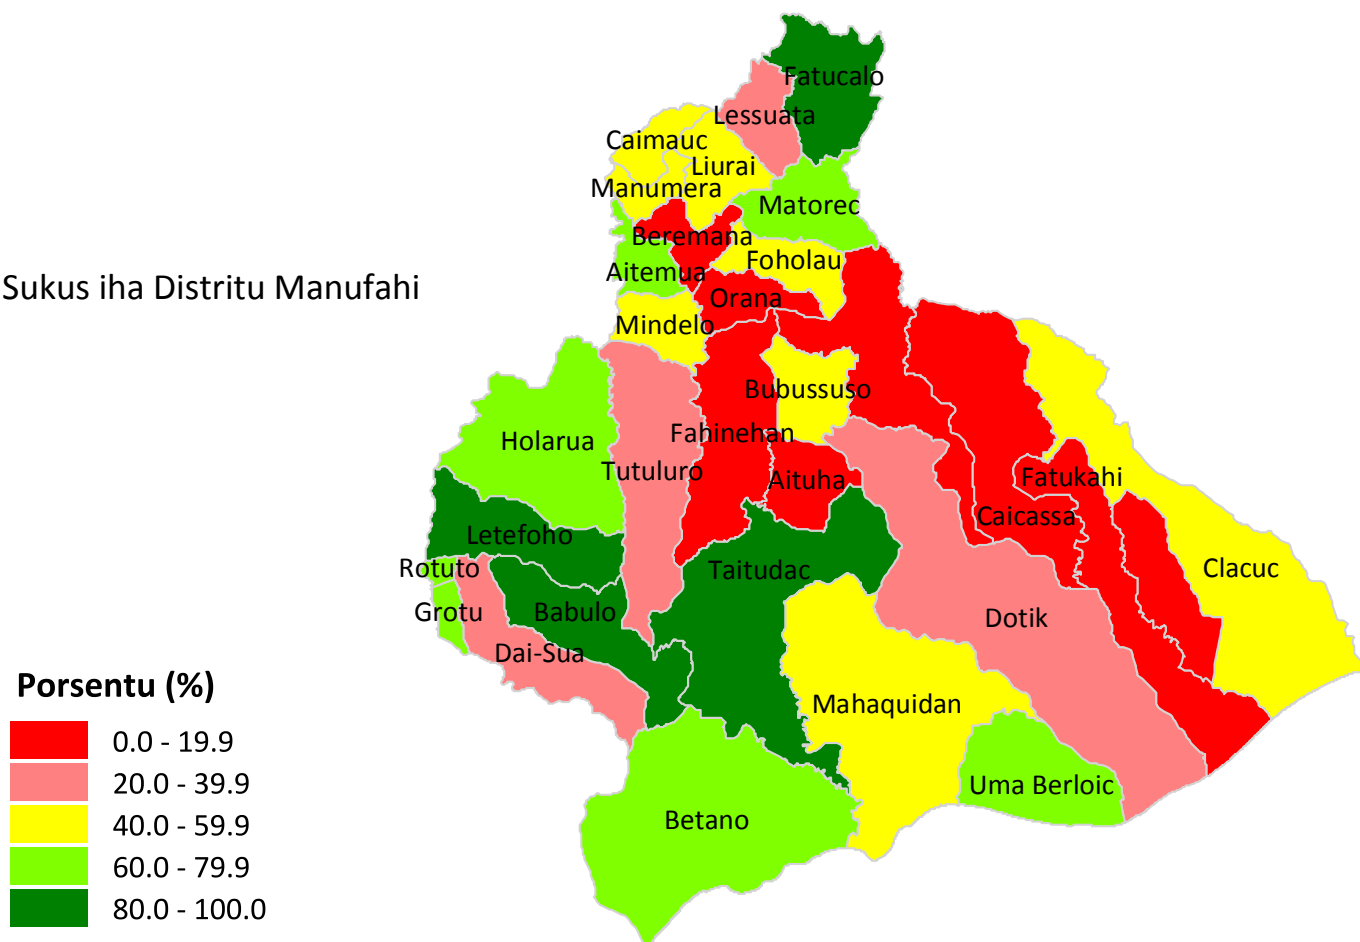 Fatucalo
Lessuata
Caimauc
Liurai
Manumera
Matorec
Beremana
Foholau
Aitemua
Sukus iha Distritu Manufahi
Orana
Mindelo
Bubussuso
Fahinehan
Holarua
Tutuluro
Aituha
Fatukahi
Caicassa
Letefoho
Rotuto
Taitudac
Clacuc
Grotu
Babulo
Dotik
Dai-Sua
Mahaquidan
Uma Berloic
Betano
Porsentu (%)
0.0 - 19.9
20.0 - 39.9
40.0 - 59.9
60.0 - 79.9
80.0 - 100.0